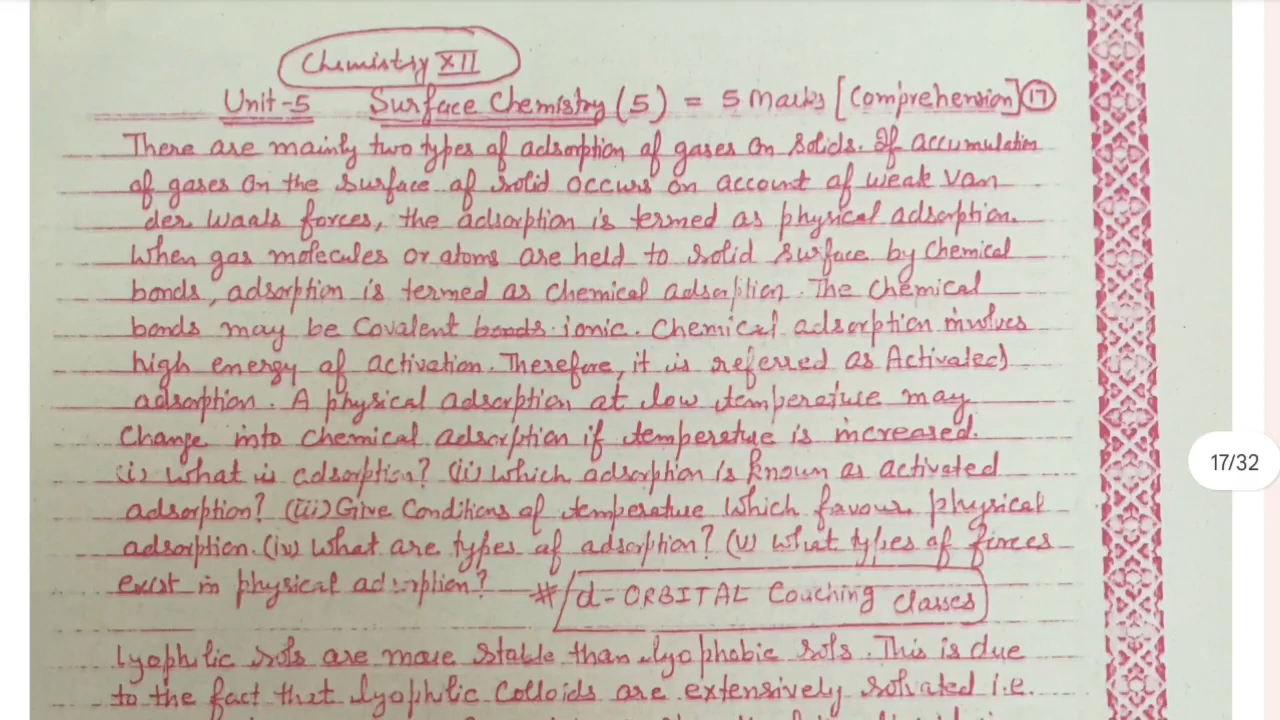 Chemistry XII
Unit-5 Surface Chemistry (5) = 5 Marks [Comprehension] 17
There are mainly two types of adsorption of gases on solids. If accumulation
of gases on the surface of solid occurs on account of weak van
der Waals forces, the adsorption is termed as physical adsorption.
When gas molecules or atoms are held to solid surface by chemical
bonds, adsorption is termed as chemical adsorption. The chemical
bonds may be covalent bonds. ionic. Chemical adsorption involves
high energy of activation. Therefore, it is referred as Activated
adsorption. A physical adsorption at low temperature may
change into chemical adsorption if temperetue is increased.
(i) What is adsorption? (ii) Which adsorption is known as activated
adsorption? (iii) Give Conditions of temperature which favour physical
adsorption. (iv) What are types of adsorption? (v) What types of forces
exist in physical adsorption?
# d-ORBITAL Couching Classes
17/32
Lyophilic sols are more stable than lyophobic sols. This is due
to the fact that lyophilic colloids are extensively solvated i.e.